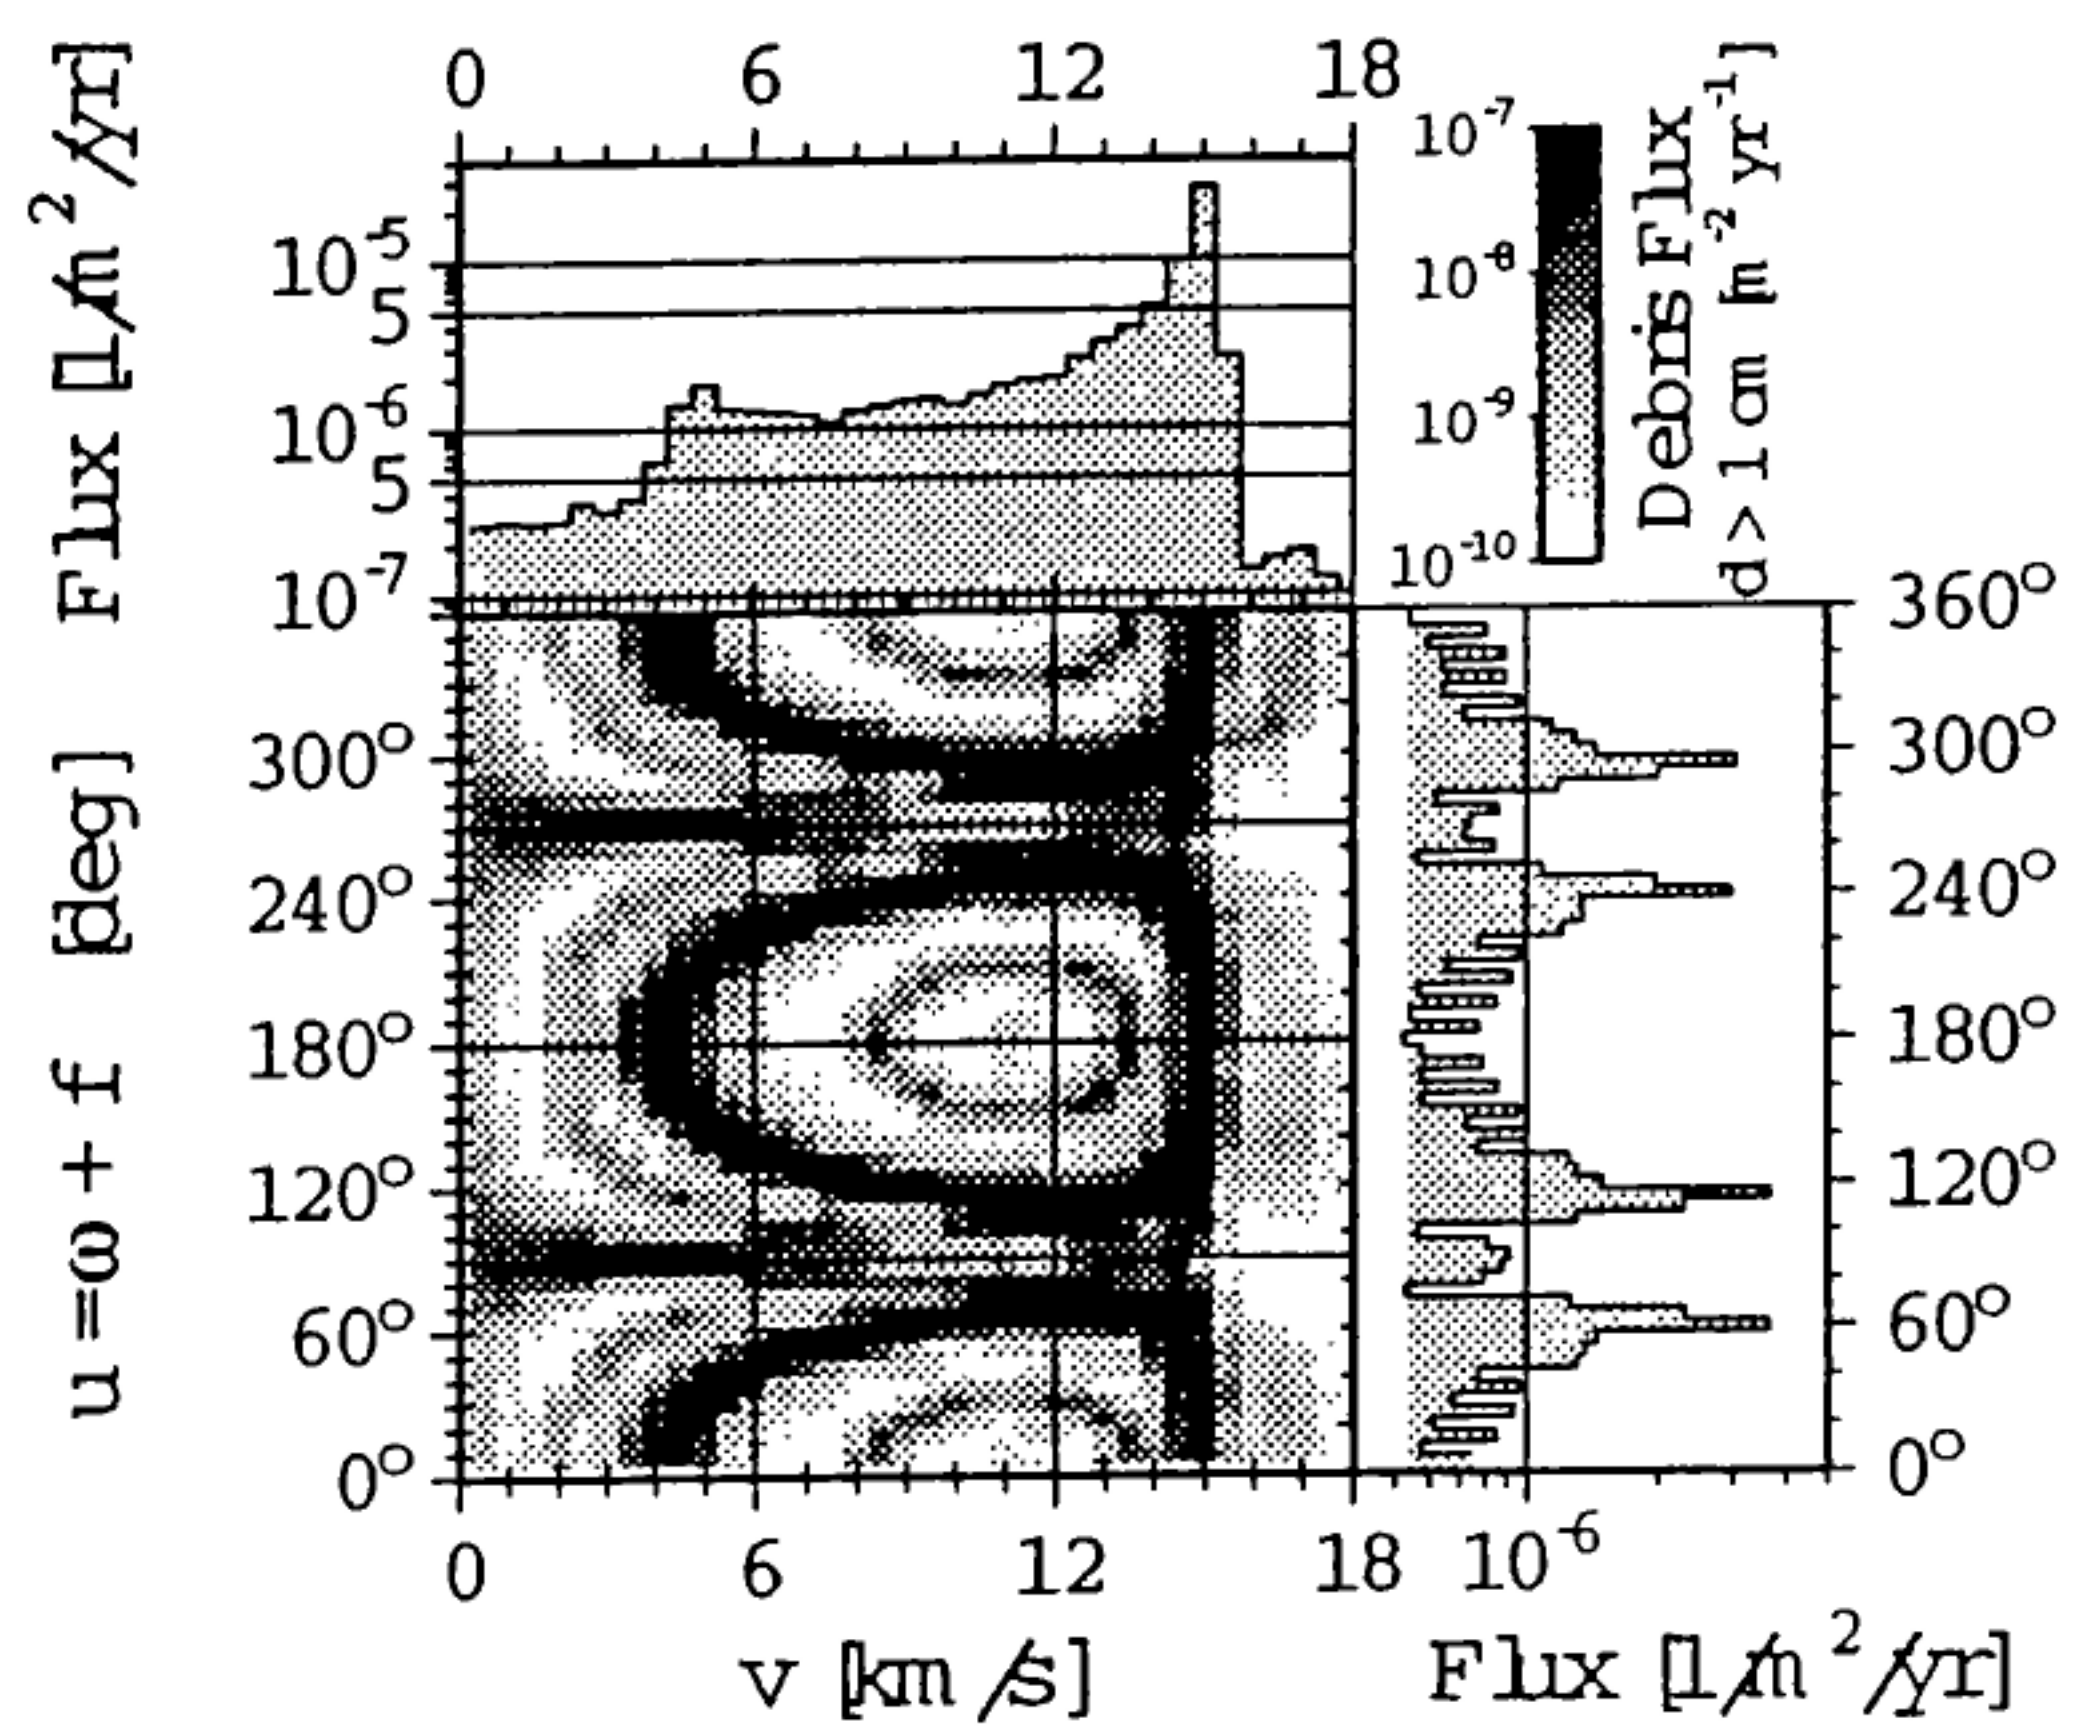 0 6 12 18
Flux [1/m²/yr]
10⁻⁵
5
10⁻⁶
5
10⁻⁷
10⁻⁷
10⁻⁸
10⁻⁹
10⁻¹⁰
Debris Flux
d > 1 cm [m⁻² yr⁻¹]
u = ω + f [deg]
300°
240°
180°
120°
60°
0°
360°
300°
240°
180°
120°
60°
0°
0 6 12 18 10⁻⁶
v [km/s]
Flux [1/m²/yr]